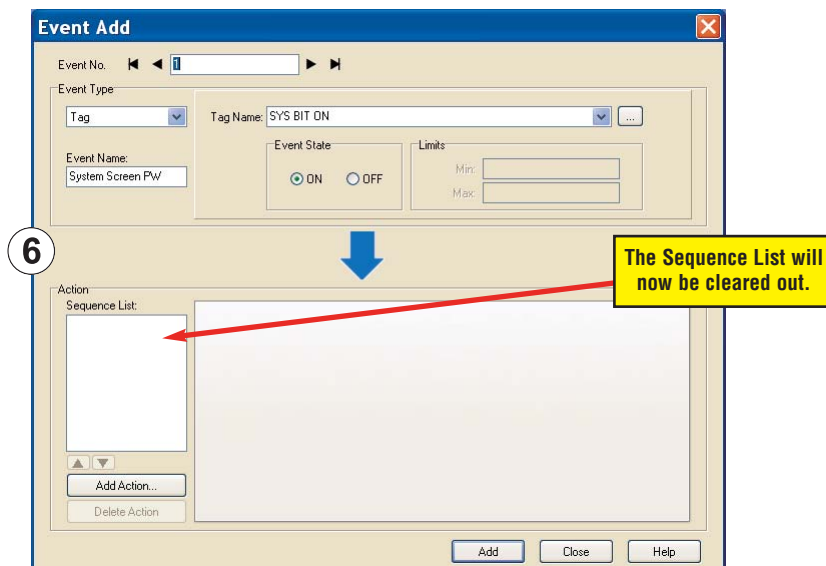 Event Add
Event No. 1
Event Type
Tag
Tag Name: SYS BIT ON
...
Event Name:
System Screen PW
Event State
ON OFF
Limits
Min:
Max:
6
The Sequence List will
now be cleared out.
Action
Sequence List:
Add Action...
Delete Action
Add Close Help